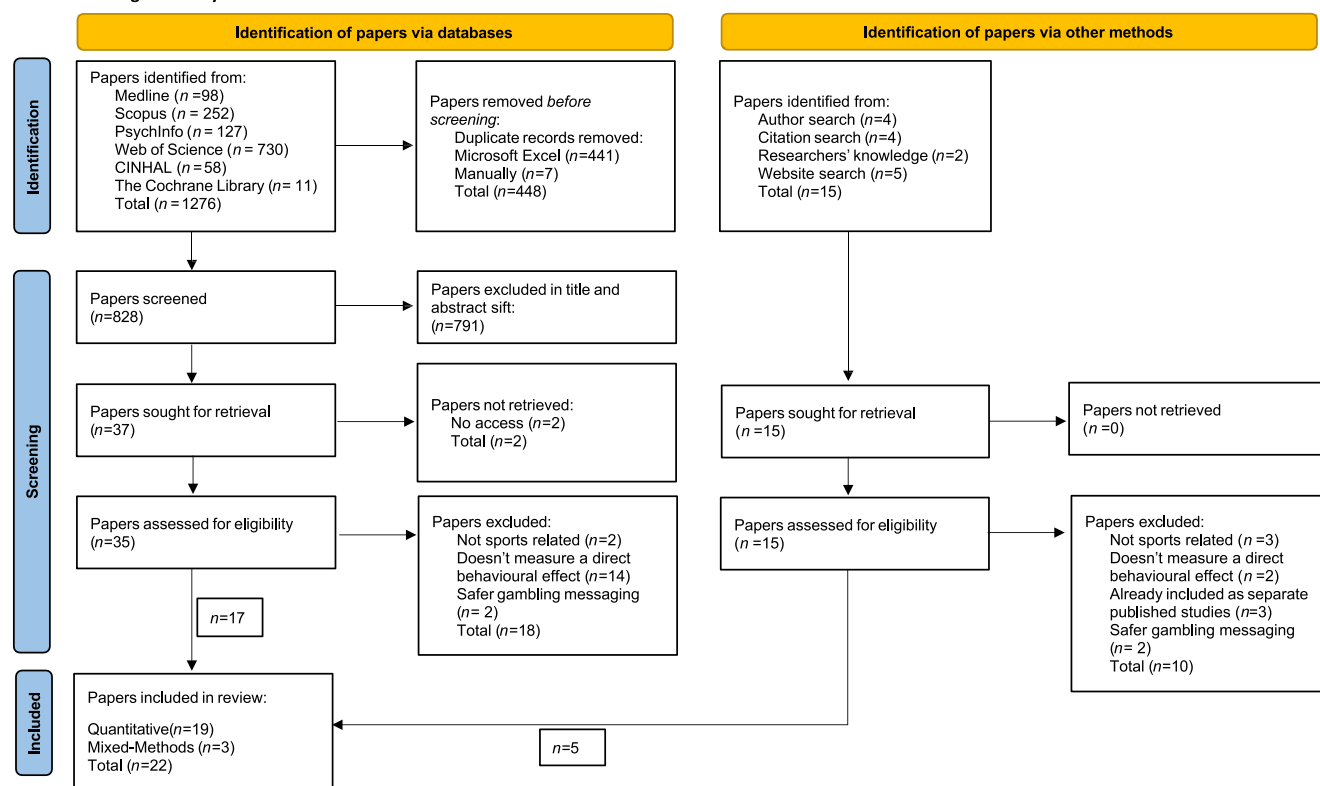 Identification of papers via databases
Identification of papers via other methods
Identification
Papers identified from:
Medline (n =98)
Scopus (n = 252)
PsychInfo (n = 127)
Web of Science (n = 730)
CINHAL (n = 58)
The Cochrane Library (n= 11)
Total (n = 1276)
Papers removed before
screening:
Duplicate records removed:
Microsoft Excel (n=441)
Manually (n=7)
Total (n=448)
Papers identified from:
Author search (n=4)
Citation search (n=4)
Researchers' knowledge (n=2)
Website search (n=5)
Total (n=15)
Screening
Papers screened
(n=828)
Papers excluded in title and
abstract sift:
(n=791)
Papers sought for retrieval
(n=37)
Papers not retrieved:
No access (n=2)
Total (n=2)
Papers sought for retrieval
(n =15)
Papers not retrieved
(n =0)
Papers assessed for eligibility
(n=35)
Papers excluded:
Not sports related (n=2)
Doesn't measure a direct
behavioural effect (n=14)
Safer gambling messaging
(n= 2)
Total (n=18)
Papers assessed for eligibility
(n =15)
Papers excluded:
Not sports related (n =3)
Doesn't measure a direct
behavioural effect (n =2)
Already included as separate
published studies (n=3)
Safer gambling messaging
(n= 2)
Total (n=10)
n=17
Included
Papers included in review:
Quantitative(n=19)
Mixed-Methods (n=3)
Total (n=22)
n=5